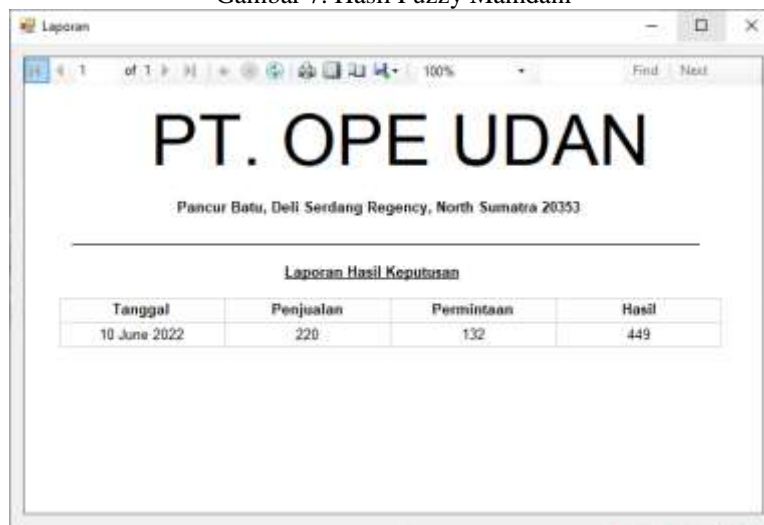 Gambar 7. Hasil Fuzzy Mamdani
Laporan
1 of 1 100% Find Next
PT. OPE UDAN
Pancur Batu, Deli Serdang Regency, North Sumatra 20353
Laporan Hasil Keputusan
Tanggal Penjualan Permintaan Hasil
10 June 2022 220 132 449